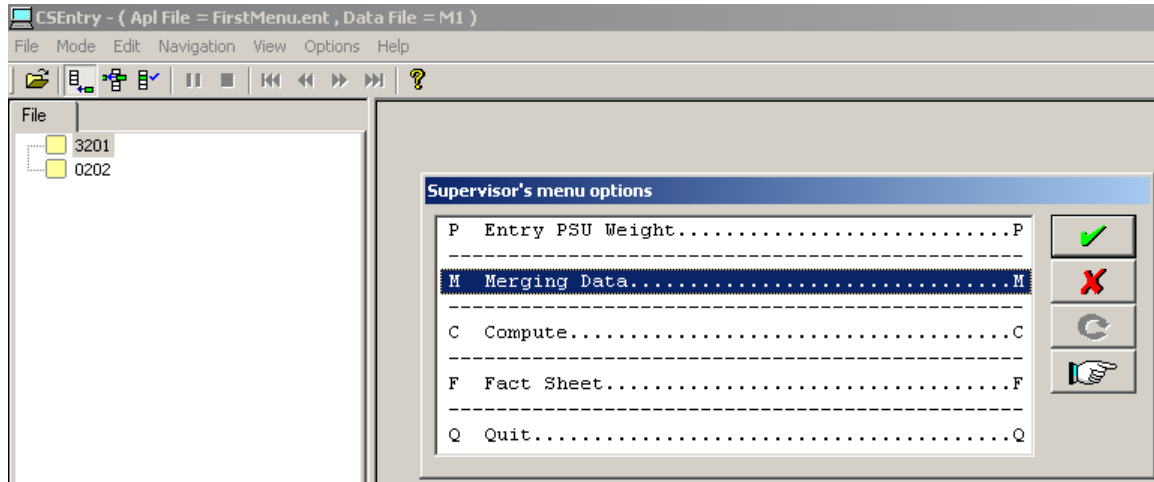 CSEntry - ( Apl File = FirstMenu.ent , Data File = M1 )
File Mode Edit Navigation View Options Help
File
3201
0202
Supervisor's menu options
P Entry PSU Weight...........................P
-----------------------------------------------
M Merging Data...............................M
-----------------------------------------------
C Compute....................................C
-----------------------------------------------
F Fact Sheet.................................F
-----------------------------------------------
Q Quit.......................................Q